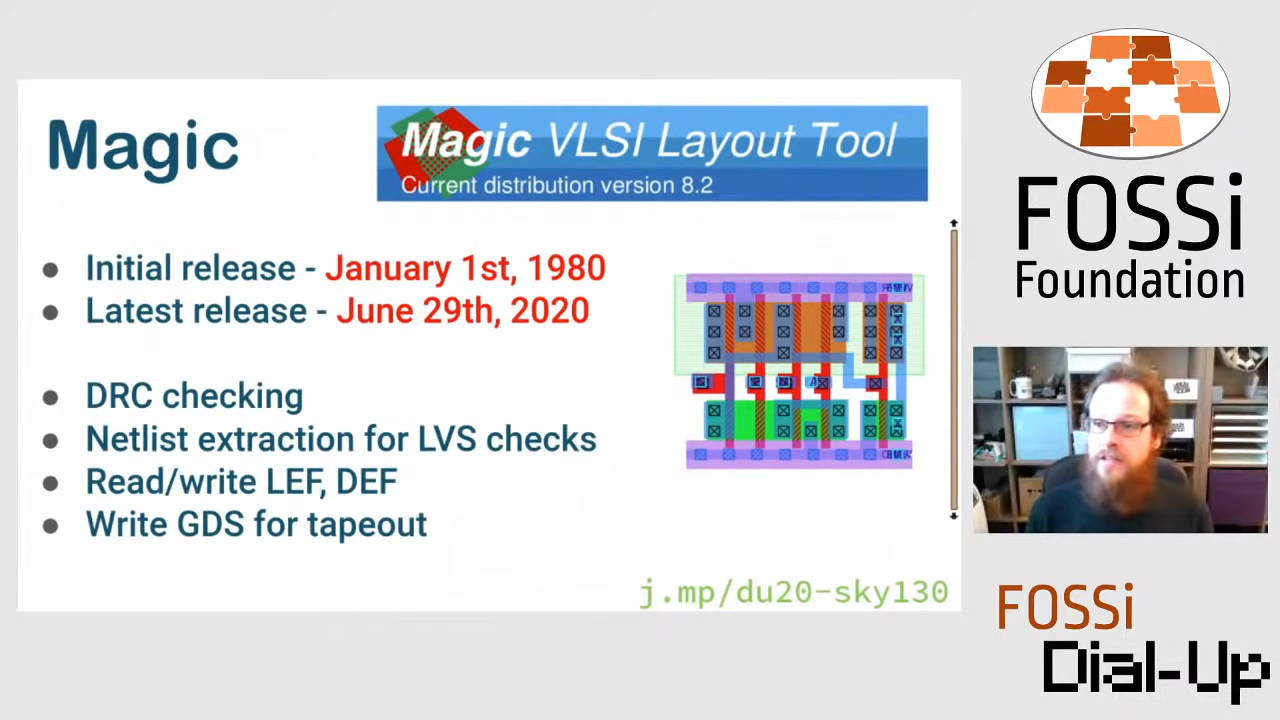 Magic
Magic VLSI Layout Tool
Current distribution version 8.2
Initial release - January 1st, 1980
Latest release - June 29th, 2020
DRC checking
Netlist extraction for LVS checks
Read/write LEF, DEF
Write GDS for tapeout
j.mp/du20-sky130
FOSSi
Foundation
FOSSi
Dial-Up